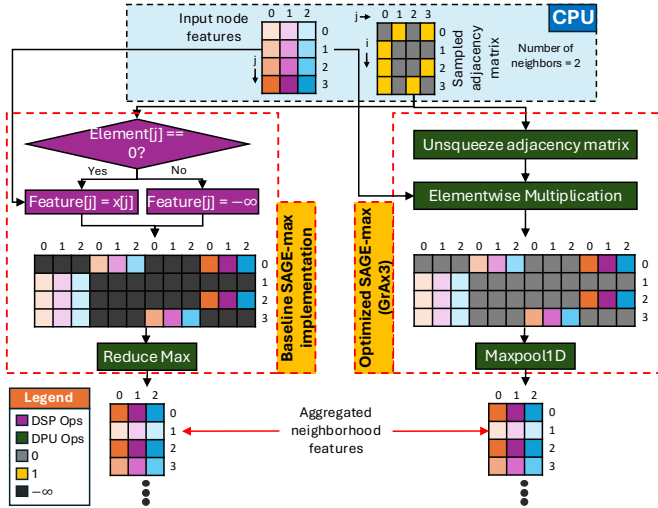 CPU
Input node
features
0 1 2
0
1
2
3
j
j
0 1 2 3
i
0
1
2
3
Sampled
adjacency
matrix
Number of
neighbors = 2
Element[j] ==
0?
Yes
No
Feature[j] = x[j]
Feature[j] = −∞
0 1 2 0 1 2 0 1 2 0 1 2
0
1
2
3
Reduce Max
Baseline SAGE-max
implementation
Optimized SAGE-max
(GrAx3)
Unsqueeze adjacency matrix
Elementwise Multiplication
0 1 2 0 1 2 0 1 2 0 1 2
0
1
2
3
Maxpool1D
Legend
DSP Ops
DPU Ops
0
1
−∞
0 1 2
0
1
2
3
Aggregated
neighborhood
features
0 1 2
0
1
2
3